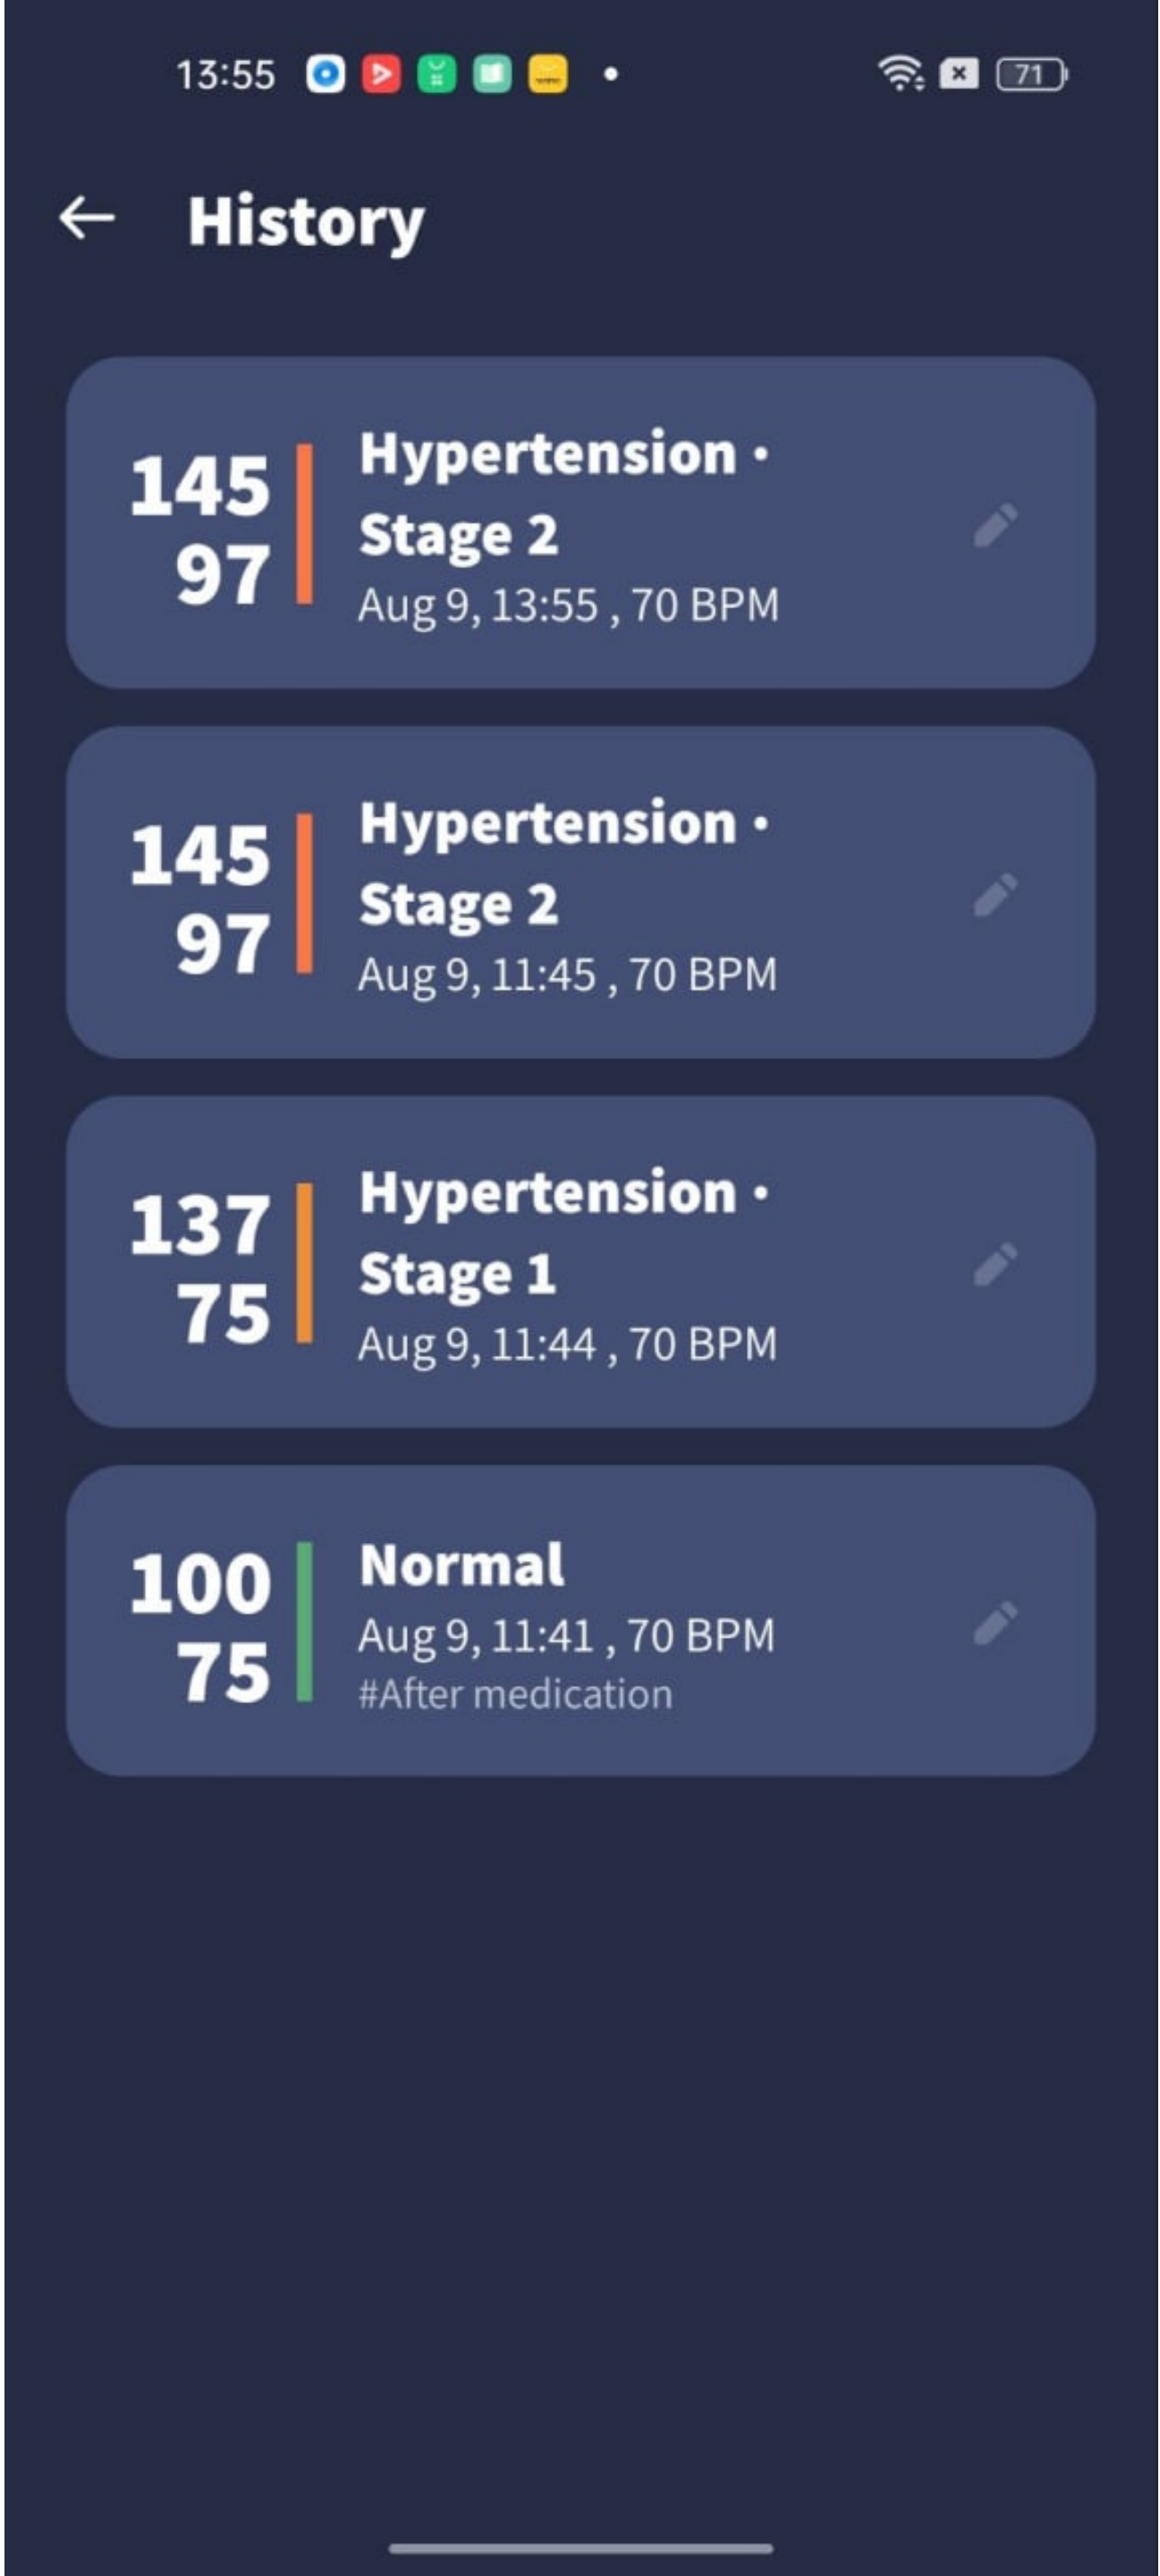 13:55
71
History
145
97
Hypertension •
Stage 2
Aug 9, 13:55 , 70 BPM
145
97
Hypertension •
Stage 2
Aug 9, 11:45 , 70 BPM
137
75
Hypertension •
Stage 1
Aug 9, 11:44 , 70 BPM
100
75
Normal
Aug 9, 11:41 , 70 BPM
#After medication